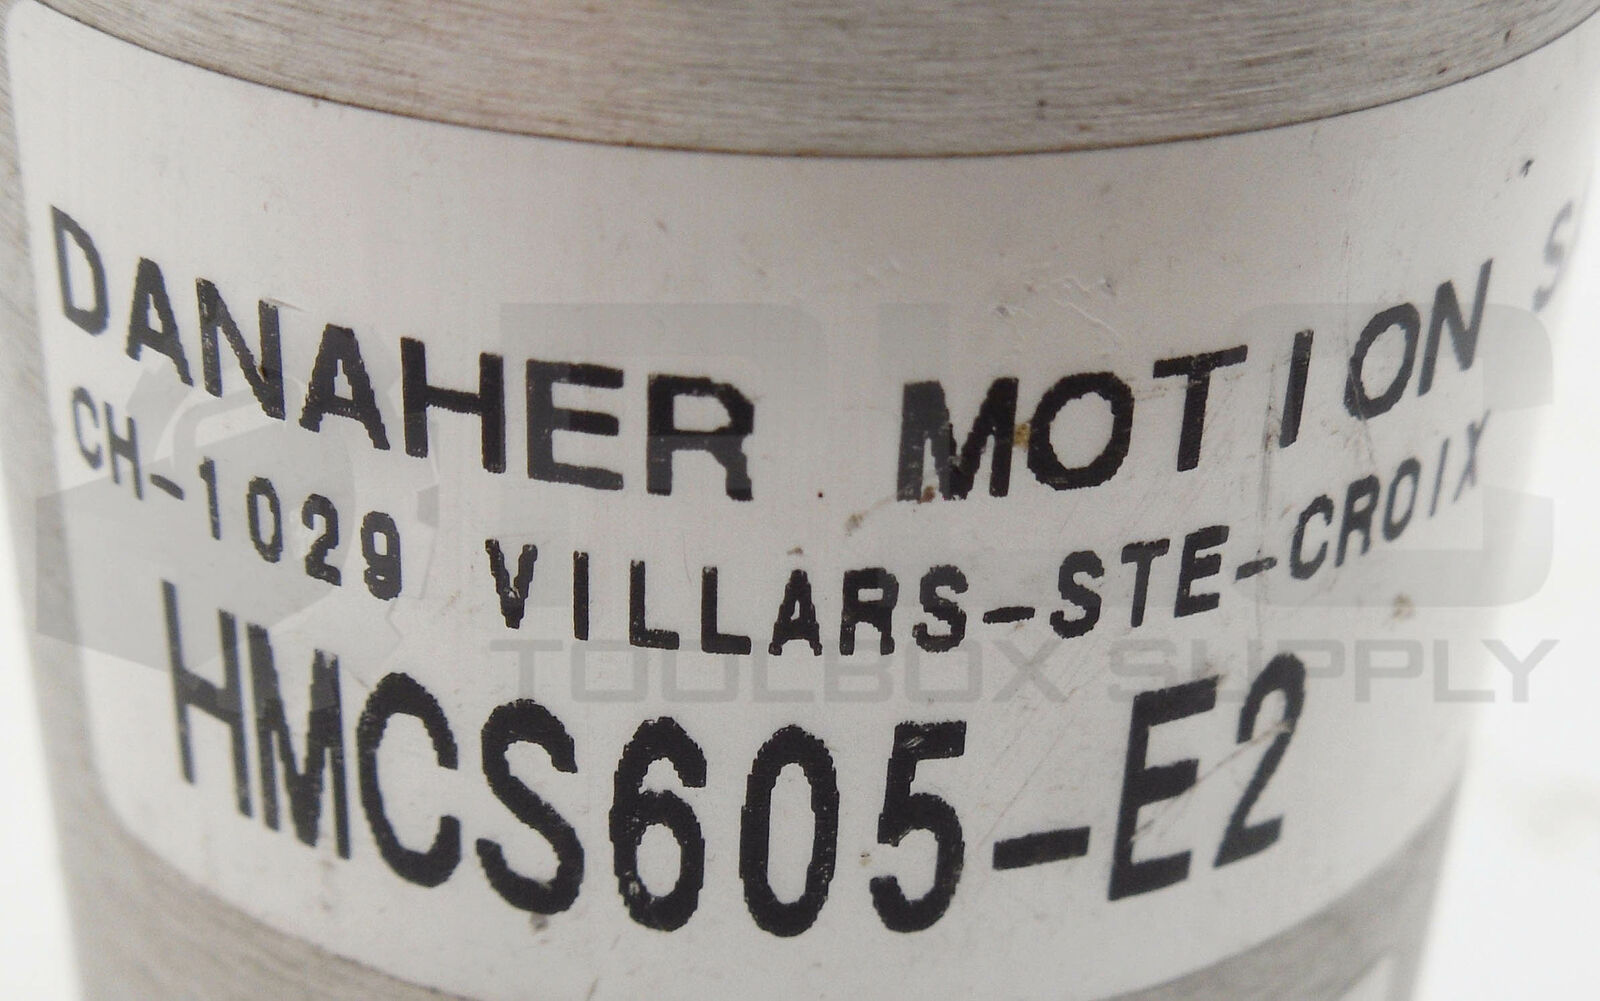 DANAHER MOTION
CH-1029 VILLARS-STE-CROIX
HMCS605-E2
TOOLBOX SUPPLY